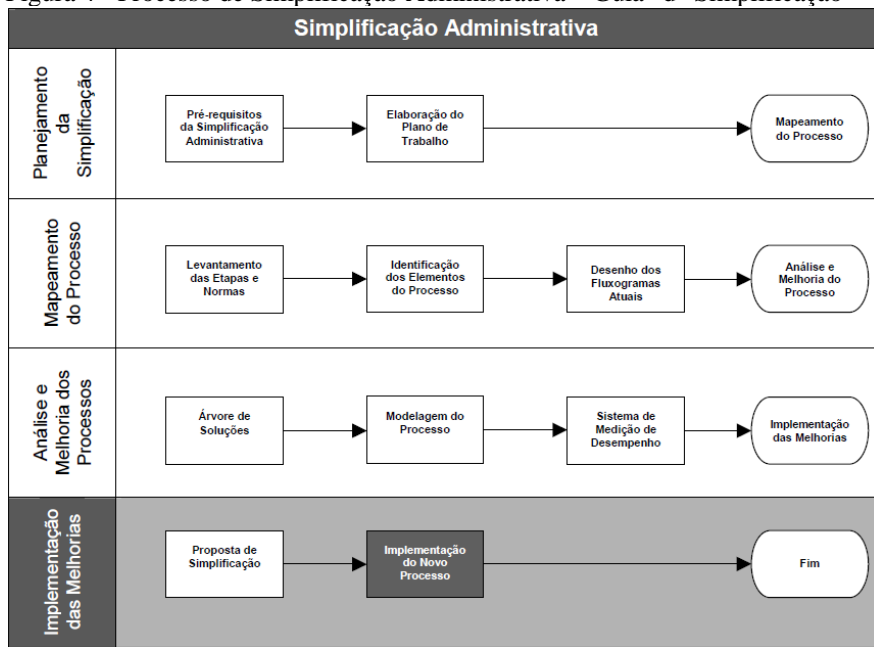 Simplificação Administrativa
Planejamento
da
Simplificação
Pré-requisitos
da Simplificação
Administrativa
Elaboração do
Plano de
Trabalho
Mapeamento
do Processo
Mapeamento
do Processo
Levantamento
das Etapas e
Normas
Identificação
dos Elementos
do Processo
Desenho dos
Fluxogramas
Atuais
Análise e
Melhoria do
Processo
Análise e
Melhoria dos
Processos
Árvore de
Soluções
Modelagem do
Processo
Sistema de
Medição de
Desempenho
Implementação
das Melhorias
Implementação
das Melhorias
Proposta de
Simplificação
Implementação
do Novo
Processo
Fim